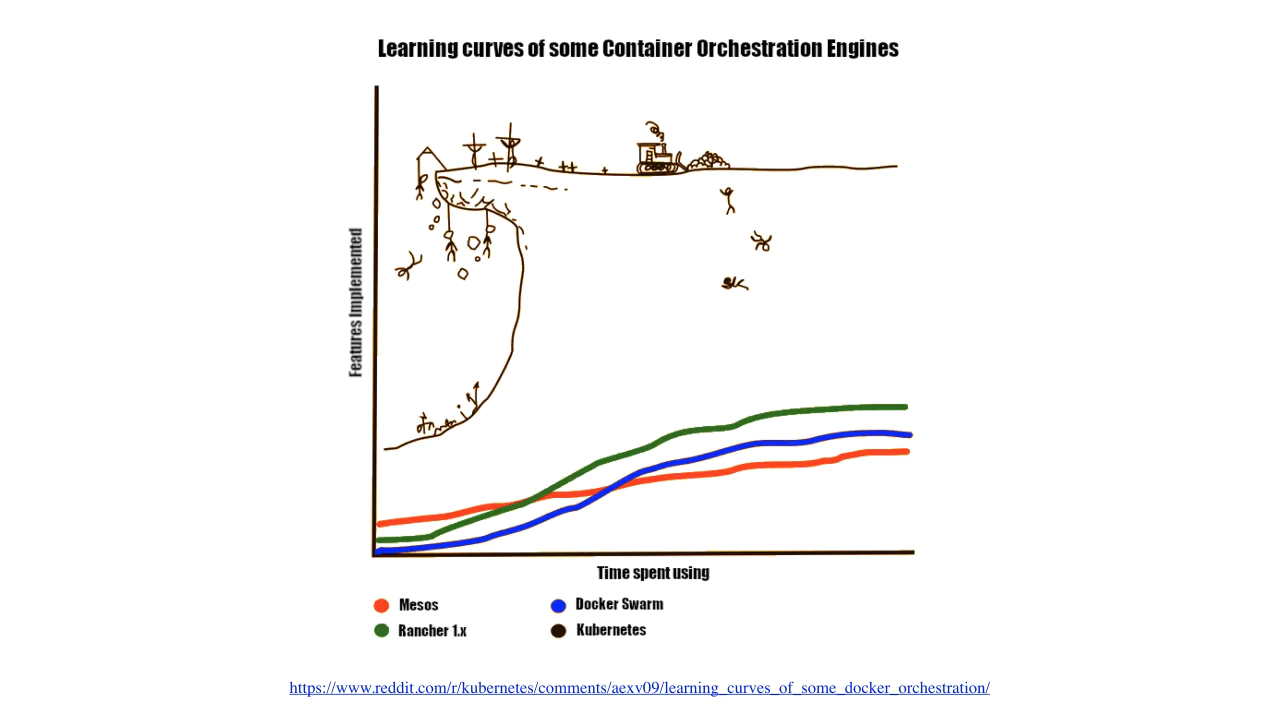 Learning curves of some Container Orchestration Engines
Features Implemented
Time spent using
Mesos
Docker Swarm
Rancher 1.x
Kubernetes
https://www.reddit.com/r/kubernetes/comments/aexv09/learning_curves_of_some_docker_orchestration/